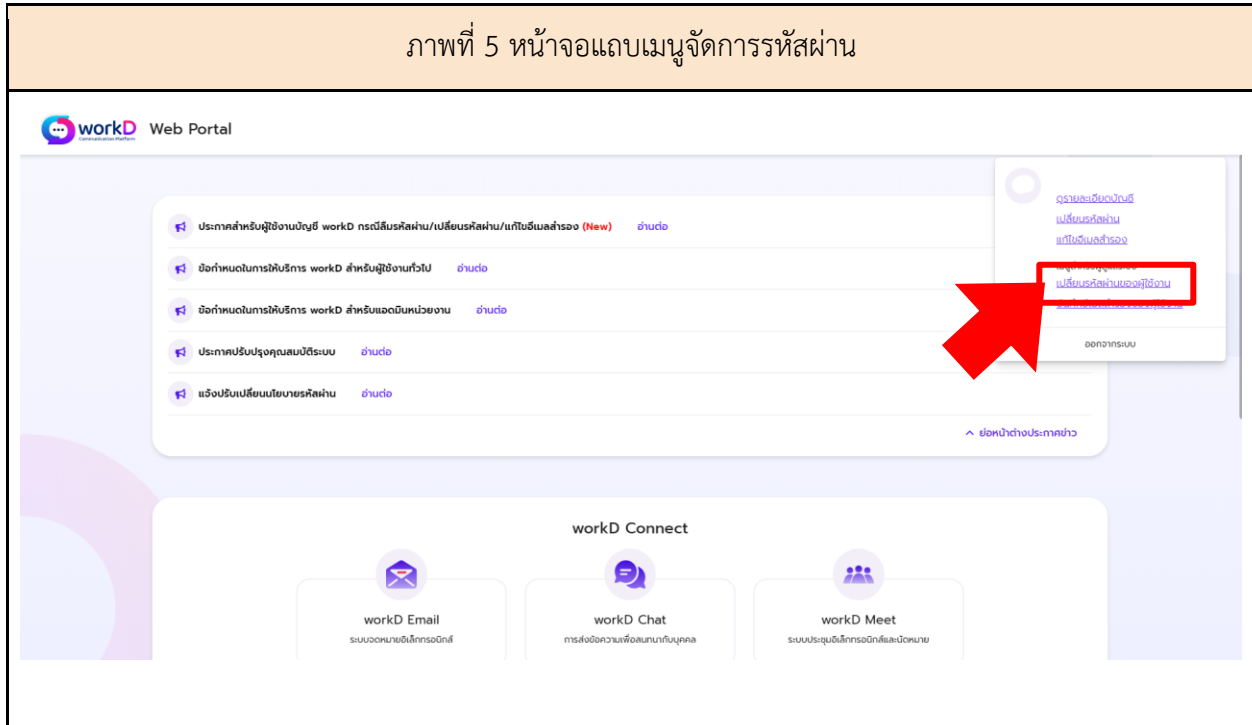 ภาพที่ 5 หน้าจอแถบเมนูจัดการรหัสผ่าน
workD Web Portal
Communication Platform
ดูรายละเอียดบัญชี
เปลี่ยนรหัสผ่าน
แก้ไขอีเมลสำรอง
เปลี่ยนรหัสผ่านของผู้ใช้งาน
ออกจากระบบ
ประกาศสำหรับผู้ใช้งานบัญชี workD กรณีลืมรหัสผ่าน/เปลี่ยนรหัสผ่าน/แก้ไขอีเมลสำรอง (New) อ่านต่อ
ข้อกำหนดในการให้บริการ workD สำหรับผู้ใช้งานทั่วไป อ่านต่อ
ข้อกำหนดในการให้บริการ workD สำหรับแอดมินหน่วยงาน อ่านต่อ
ประกาศปรับปรุงคุณสมบัติระบบ อ่านต่อ
แจ้งปรับเปลี่ยนนโยบายรหัสผ่าน อ่านต่อ
ย่อหน้าต่างประกาศข่าว
workD Connect
workD Email
ระบบจดหมายอิเล็กทรอนิกส์
workD Chat
การส่งข้อความเพื่อสนทนากับบุคคล
workD Meet
ระบบประชุมอิเล็กทรอนิกส์และนัดหมาย